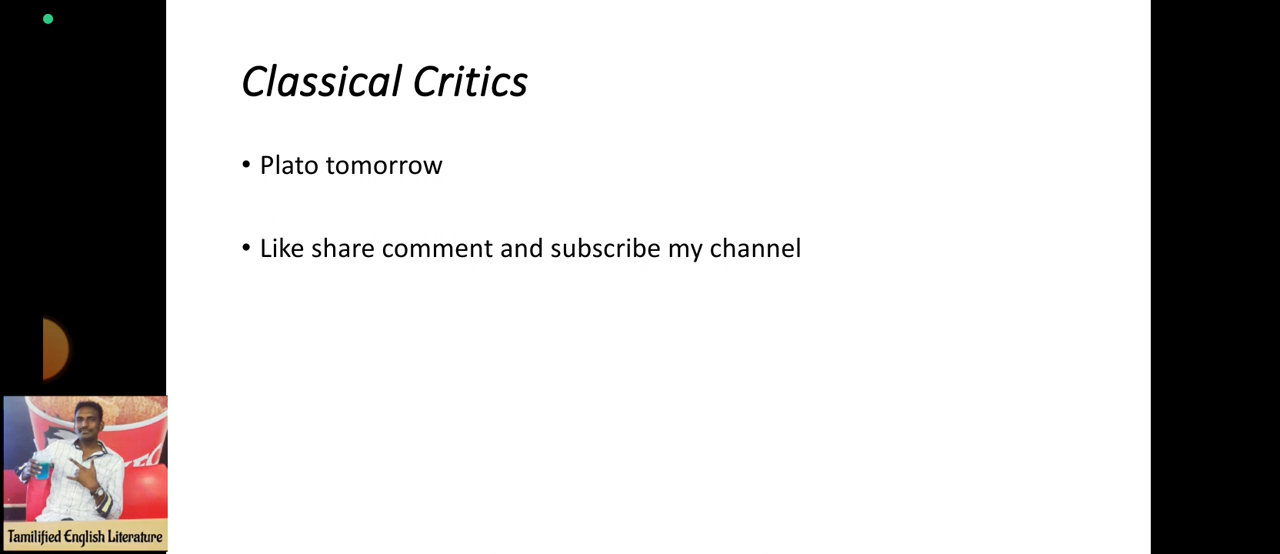 Classical Critics
• Plato tomorrow
• Like share comment and subscribe my channel
Tamilified English Literature